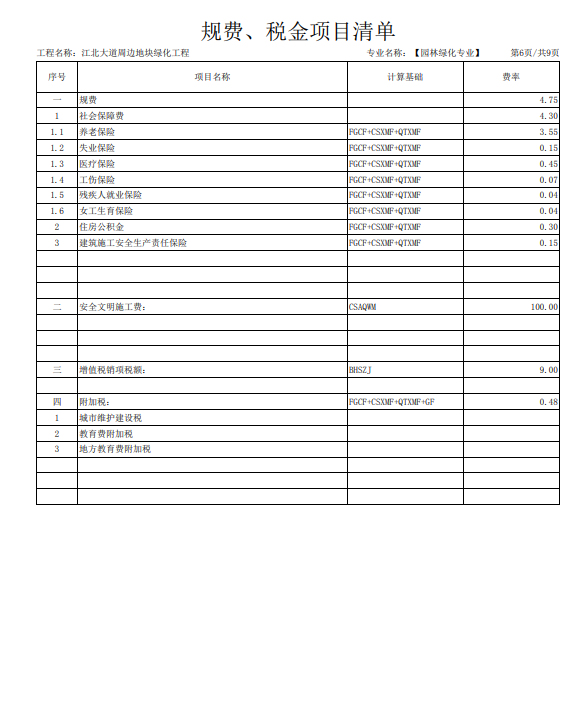 规费、税金项目清单
工程名称：江北大道周边地块绿化工程 专业名称：【园林绿化专业】 第6页/共9页
序号 项目名称 计算基础 费率
一 规费 4.75
1 社会保障费 4.30
1.1 养老保险 FGCF+CSXMF+QTXMF 3.55
1.2 失业保险 FGCF+CSXMF+QTXMF 0.15
1.3 医疗保险 FGCF+CSXMF+QTXMF 0.45
1.4 工伤保险 FGCF+CSXMF+QTXMF 0.07
1.5 残疾人就业保险 FGCF+CSXMF+QTXMF 0.04
1.6 女工生育保险 FGCF+CSXMF+QTXMF 0.04
2 住房公积金 FGCF+CSXMF+QTXMF 0.30
3 建筑施工安全生产责任保险 FGCF+CSXMF+QTXMF 0.15
二 安全文明施工费： CSAQWM 100.00
三 增值税销项税额： BHSZJ 9.00
四 附加税： FGCF+CSXMF+QTXMF+GF 0.48
1 城市维护建设税
2 教育费附加税
3 地方教育费附加税